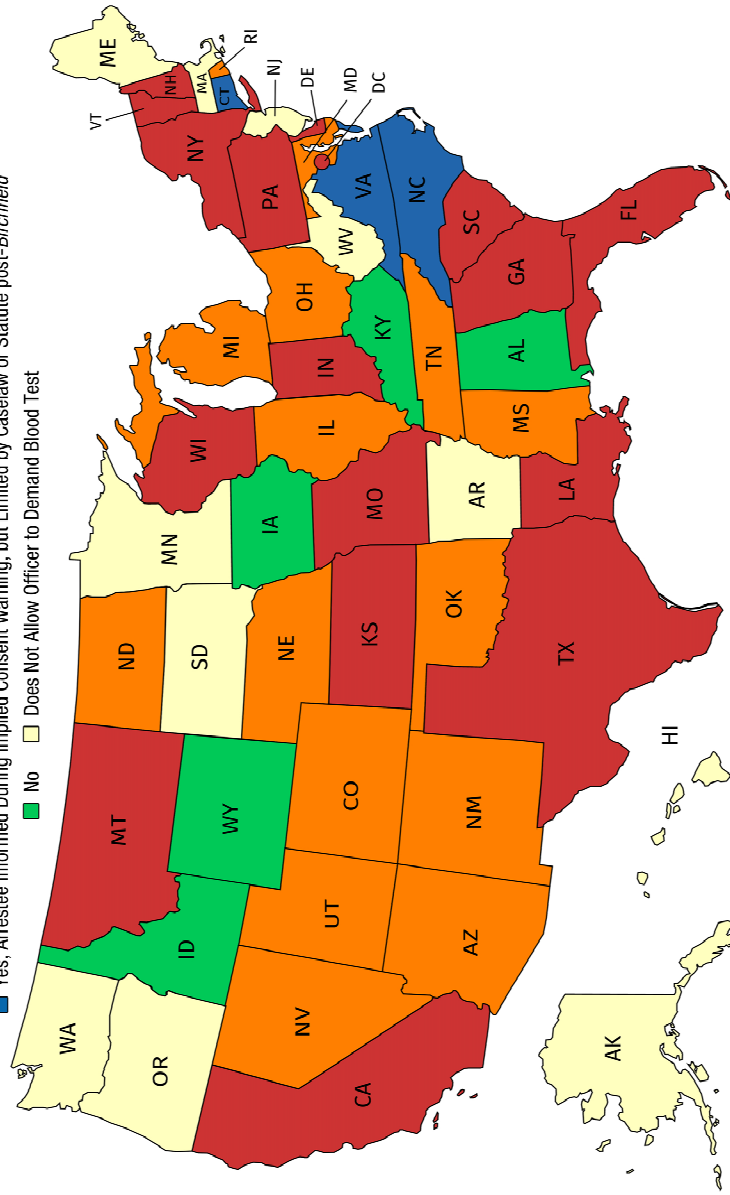 Yes, Arrestee Informed During Implied Consent Warning, but Limited by Caselaw or Statute post-Birchfield
No
Does Not Allow Officer to Demand Blood Test
WA
MT
ND
MN
ME
VT
NH
OR
ID
SD
WI
MI
NY
MA
CT
RI
WY
NE
IA
IL
IN
OH
PA
NJ
DE
MD
DC
NV
UT
CO
KS
MO
KY
WV
VA
CA
AZ
NM
OK
AR
TN
NC
TX
LA
MS
AL
GA
SC
FL
AK
HI